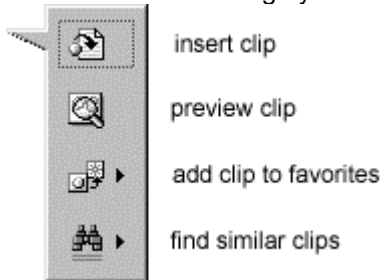 insert clip
preview clip
add clip to favorites
find similar clips